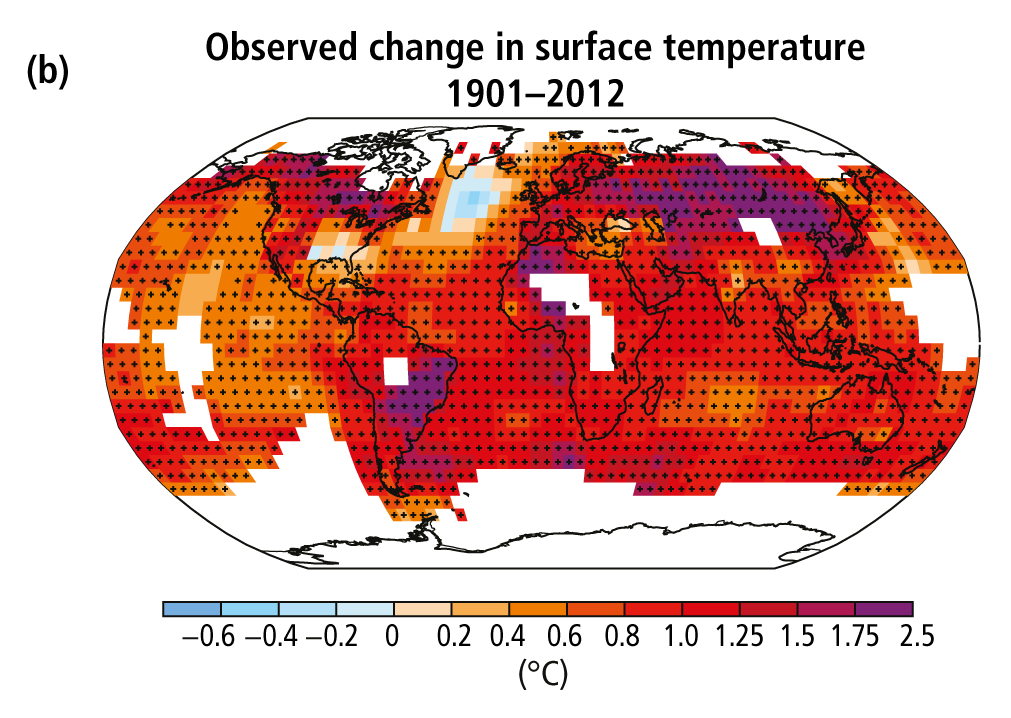 (b)
Observed change in surface temperature
1901–2012
−0.6 −0.4 −0.2 0 0.2 0.4 0.6 0.8 1.0 1.25 1.5 1.75 2.5
(°C)